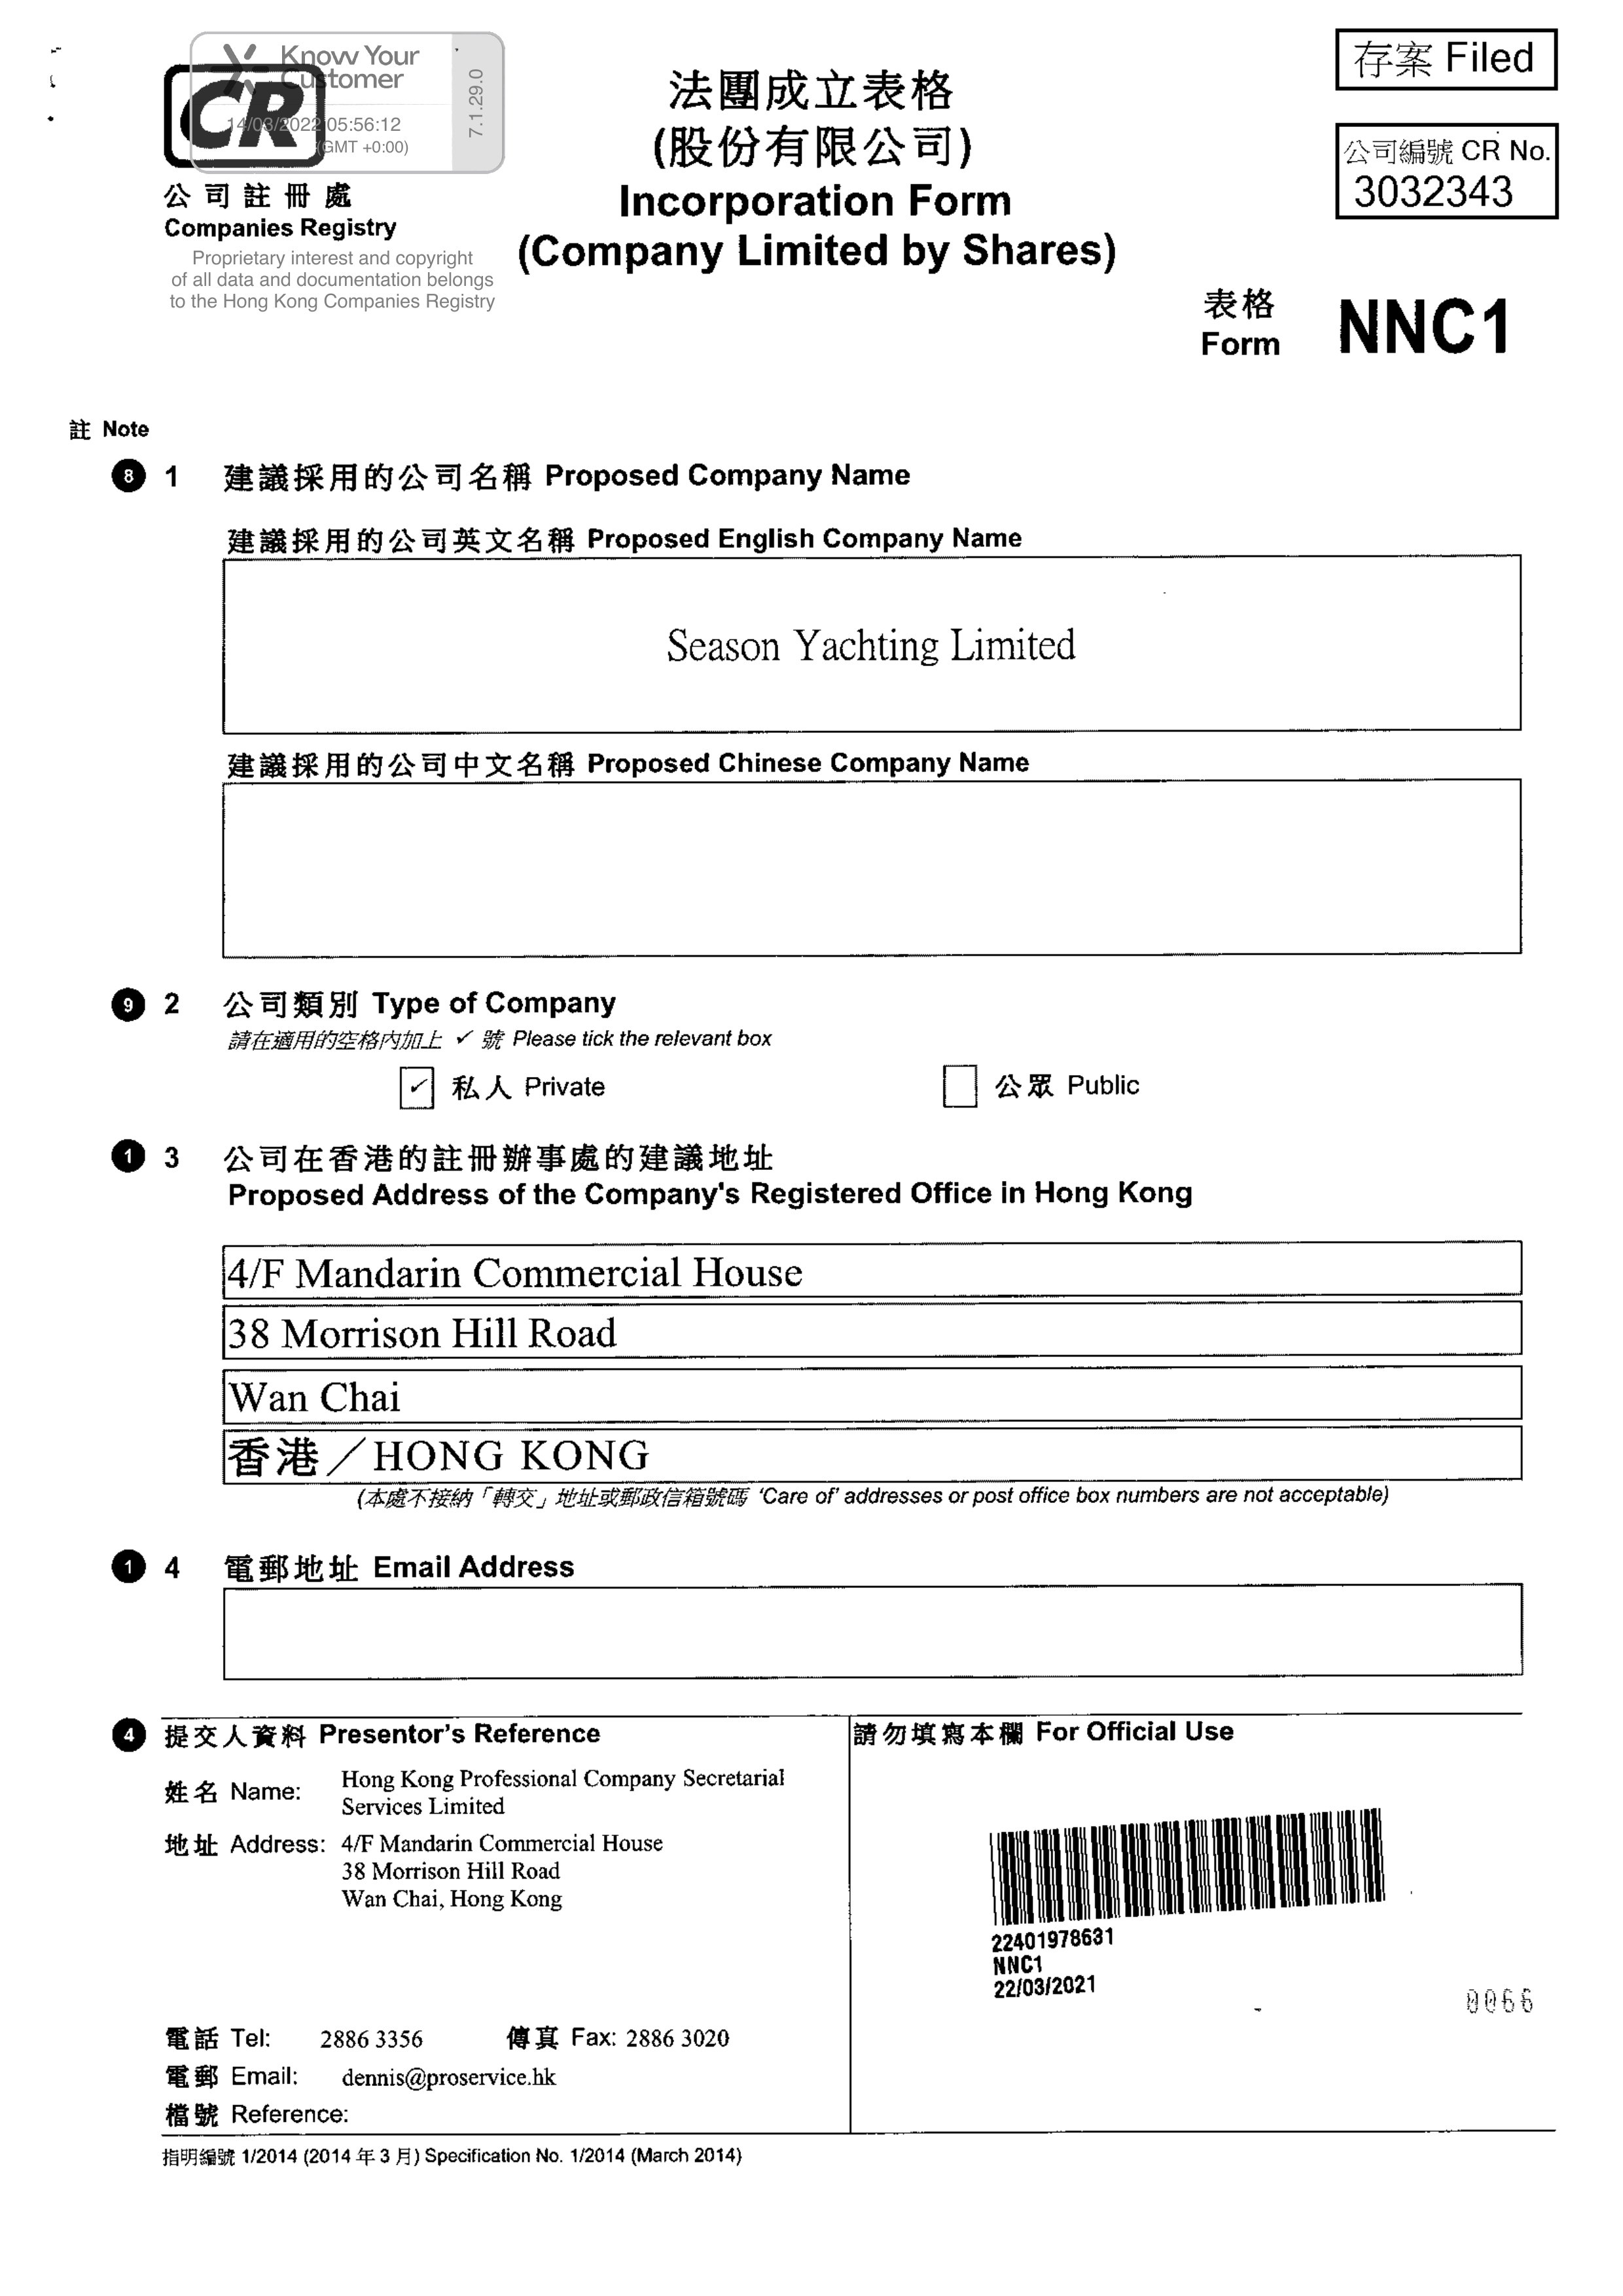 存案 Filed
Know Your
Customer
14/03/2022 05:56:12
(GMT +0:00)
7.1.29.0
CR
公司註冊處
Companies Registry
Proprietary interest and copyright
of all data and documentation belongs
to the Hong Kong Companies Registry
法團成立表格
(股份有限公司)
Incorporation Form
(Company Limited by Shares)
公司編號 CR No.
3032343
表格
Form NNC1
註 Note
8 1 建議採用的公司名稱 Proposed Company Name
建議採用的公司英文名稱 Proposed English Company Name
Season Yachting Limited
建議採用的公司中文名稱 Proposed Chinese Company Name
9 2 公司類別 Type of Company
請在適用的空格內加上 ✓ 號 Please tick the relevant box
✓ 私人 Private 公眾 Public
1 3 公司在香港的註冊辦事處的建議地址
Proposed Address of the Company's Registered Office in Hong Kong
4/F Mandarin Commercial House
38 Morrison Hill Road
Wan Chai
香港／HONG KONG
(本處不接納「轉交」地址或郵政信箱號碼 'Care of' addresses or post office box numbers are not acceptable)
1 4 電郵地址 Email Address
4 提交人資料 Presentor's Reference
姓名 Name: Hong Kong Professional Company Secretarial
Services Limited
地址 Address: 4/F Mandarin Commercial House
38 Morrison Hill Road
Wan Chai, Hong Kong
電話 Tel: 2886 3356 傳真 Fax: 2886 3020
電郵 Email: dennis@proservice.hk
檔號 Reference:
請勿填寫本欄 For Official Use
22401978631
NNC1
22/03/2021
0066
指明編號 1/2014 (2014 年 3 月) Specification No. 1/2014 (March 2014)